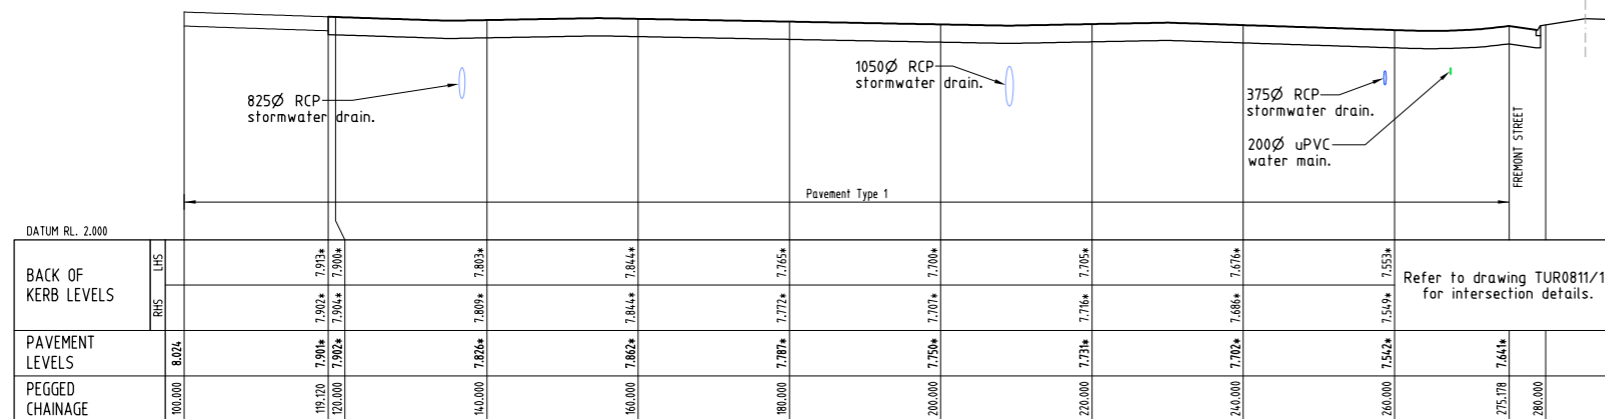 1050Ø RCP
stormwater drain.
825Ø RCP
stormwater drain.
375Ø RCP
stormwater drain.
200Ø uPVC
water main.
FREMONT STREET
Pavement Type 1
DATUM RL. 2.000
BACK OF
KERB LEVELS
LHS
7.913* 7.900* 7.803* 7.844* 7.765* 7.700* 7.705* 7.676* 7.553*
RHS
7.902* 7.904* 7.809* 7.844* 7.772* 7.707* 7.716* 7.686* 7.549*
Refer to drawing TUR0811/1
for intersection details.
PAVEMENT
LEVELS
8.024 7.901* 7.902* 7.826* 7.862* 7.787* 7.750* 7.731* 7.702* 7.542* 7.641*
PEGGED
CHAINAGE
100.000 119.120 120.000 140.000 160.000 180.000 200.000 220.000 240.000 260.000 275.178 280.000